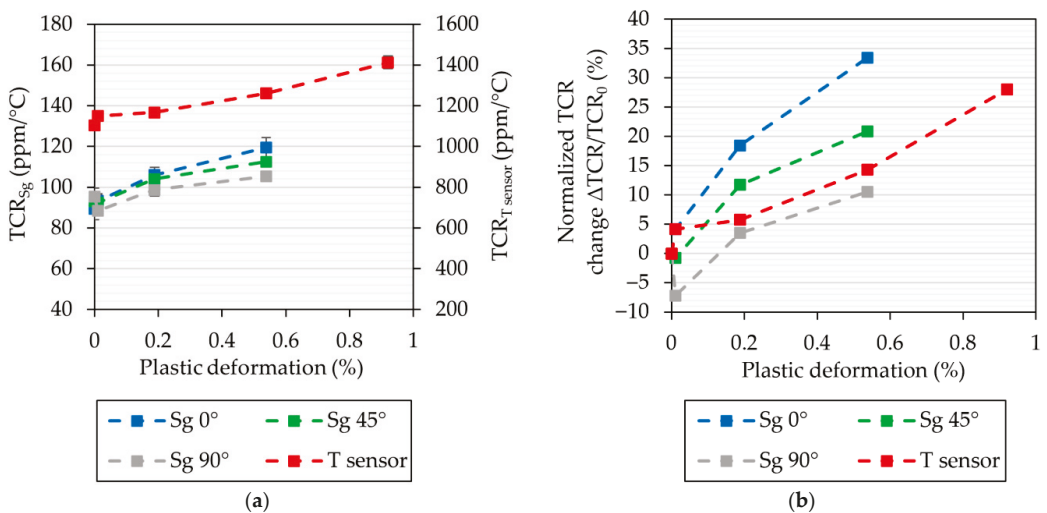 180
160
140
120
100
80
60
40
TCR_Sg (ppm/°C)
1600
1400
1200
1000
800
600
400
200
TCR_T sensor (ppm/°C)
0 0.2 0.4 0.6 0.8 1
Plastic deformation (%)
Sg 0° Sg 45°
Sg 90° T sensor
(a)
40
35
30
25
20
15
10
5
0
−5
−10
Normalized TCR
change ΔTCR/TCR₀ (%)
0 0.2 0.4 0.6 0.8 1
Plastic deformation (%)
Sg 0° Sg 45°
Sg 90° T sensor
(b)